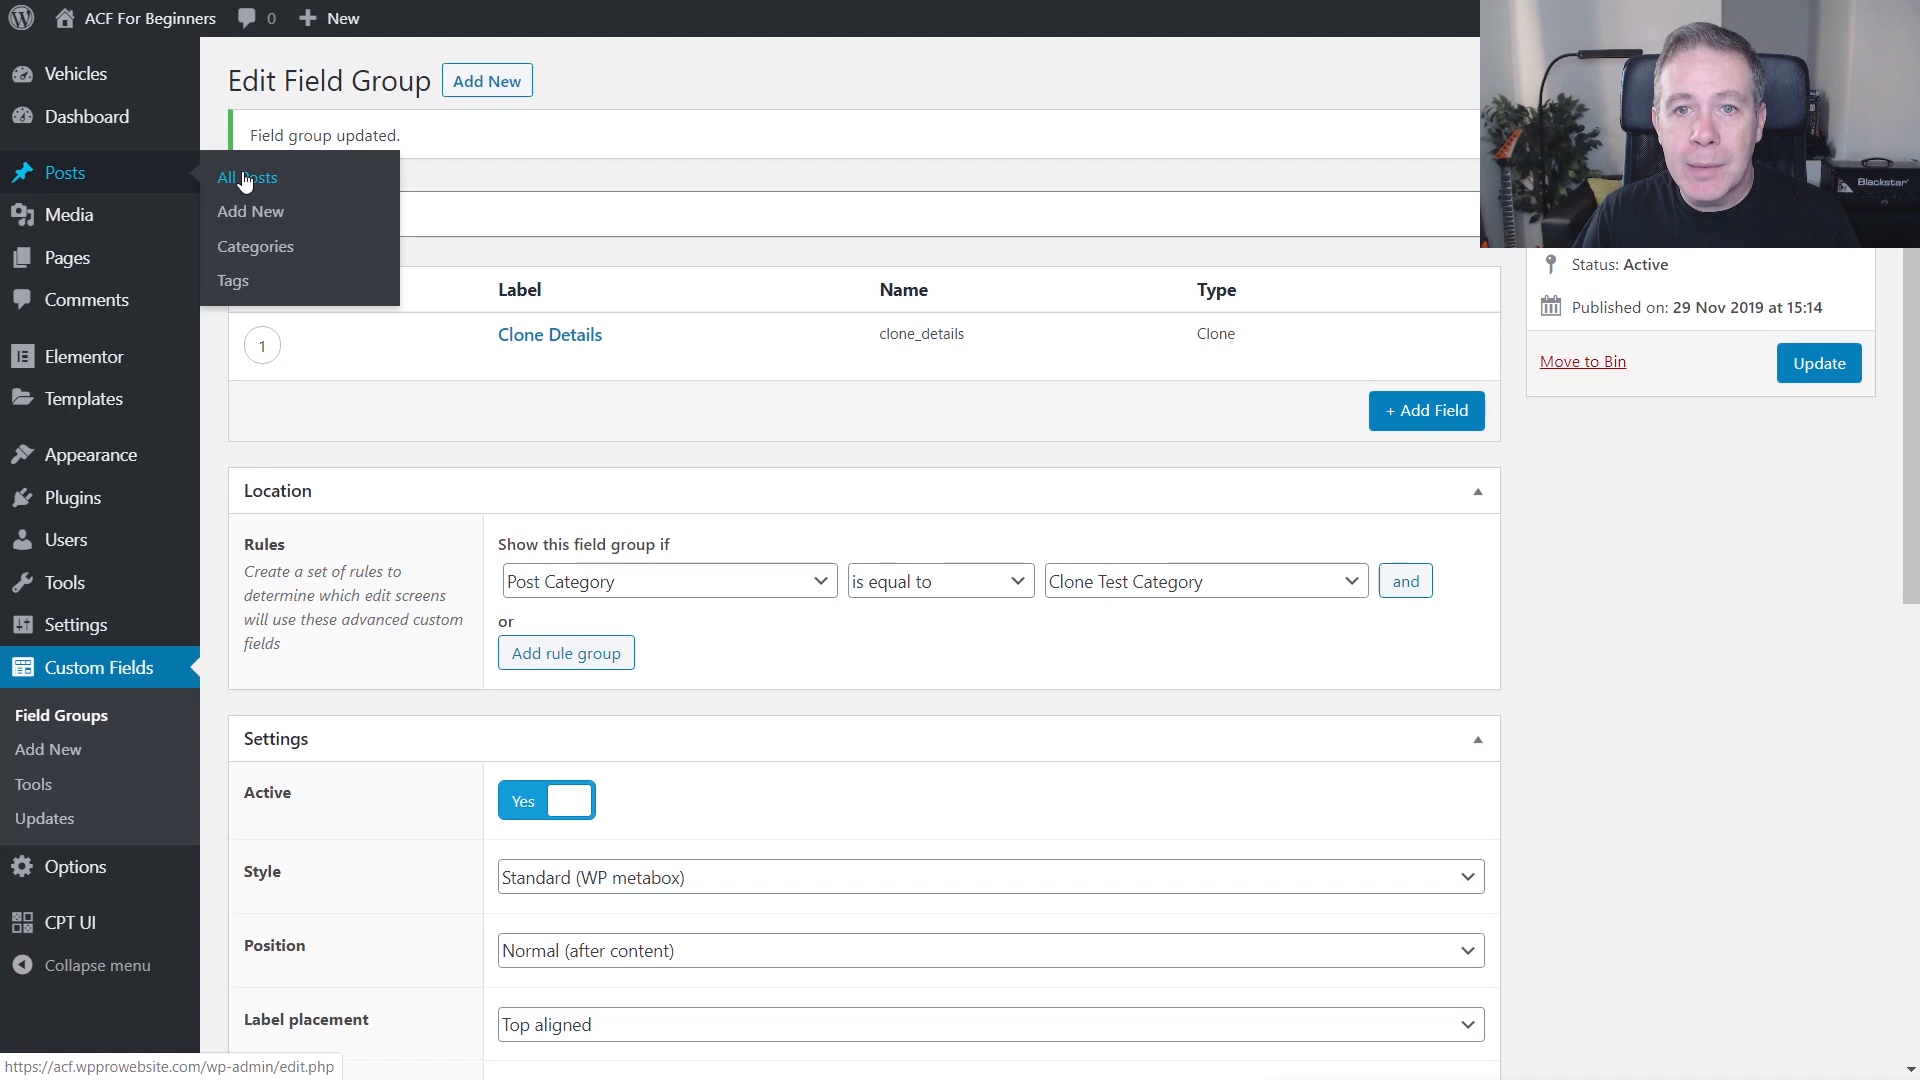 ACF For Beginners 0 New
Vehicles
Dashboard
Posts
Media
Pages
Comments
Elementor
Templates
Appearance
Plugins
Users
Tools
Settings
Custom Fields
Field Groups
Add New
Tools
Updates
Options
CPT UI
Collapse menu
All Posts
Add New
Categories
Tags
Edit Field Group Add New
Field group updated.
Label Name Type
1 Clone Details clone_details Clone
+ Add Field
Location
Rules
Create a set of rules to
determine which edit screens
will use these advanced custom
fields
Show this field group if
Post Category is equal to Clone Test Category and
or
Add rule group
Settings
Active Yes
Style Standard (WP metabox)
Position Normal (after content)
Label placement Top aligned
Blackstar
Status: Active
Published on: 29 Nov 2019 at 15:14
Move to Bin Update
https://acf.wpprowebsite.com/wp-admin/edit.php